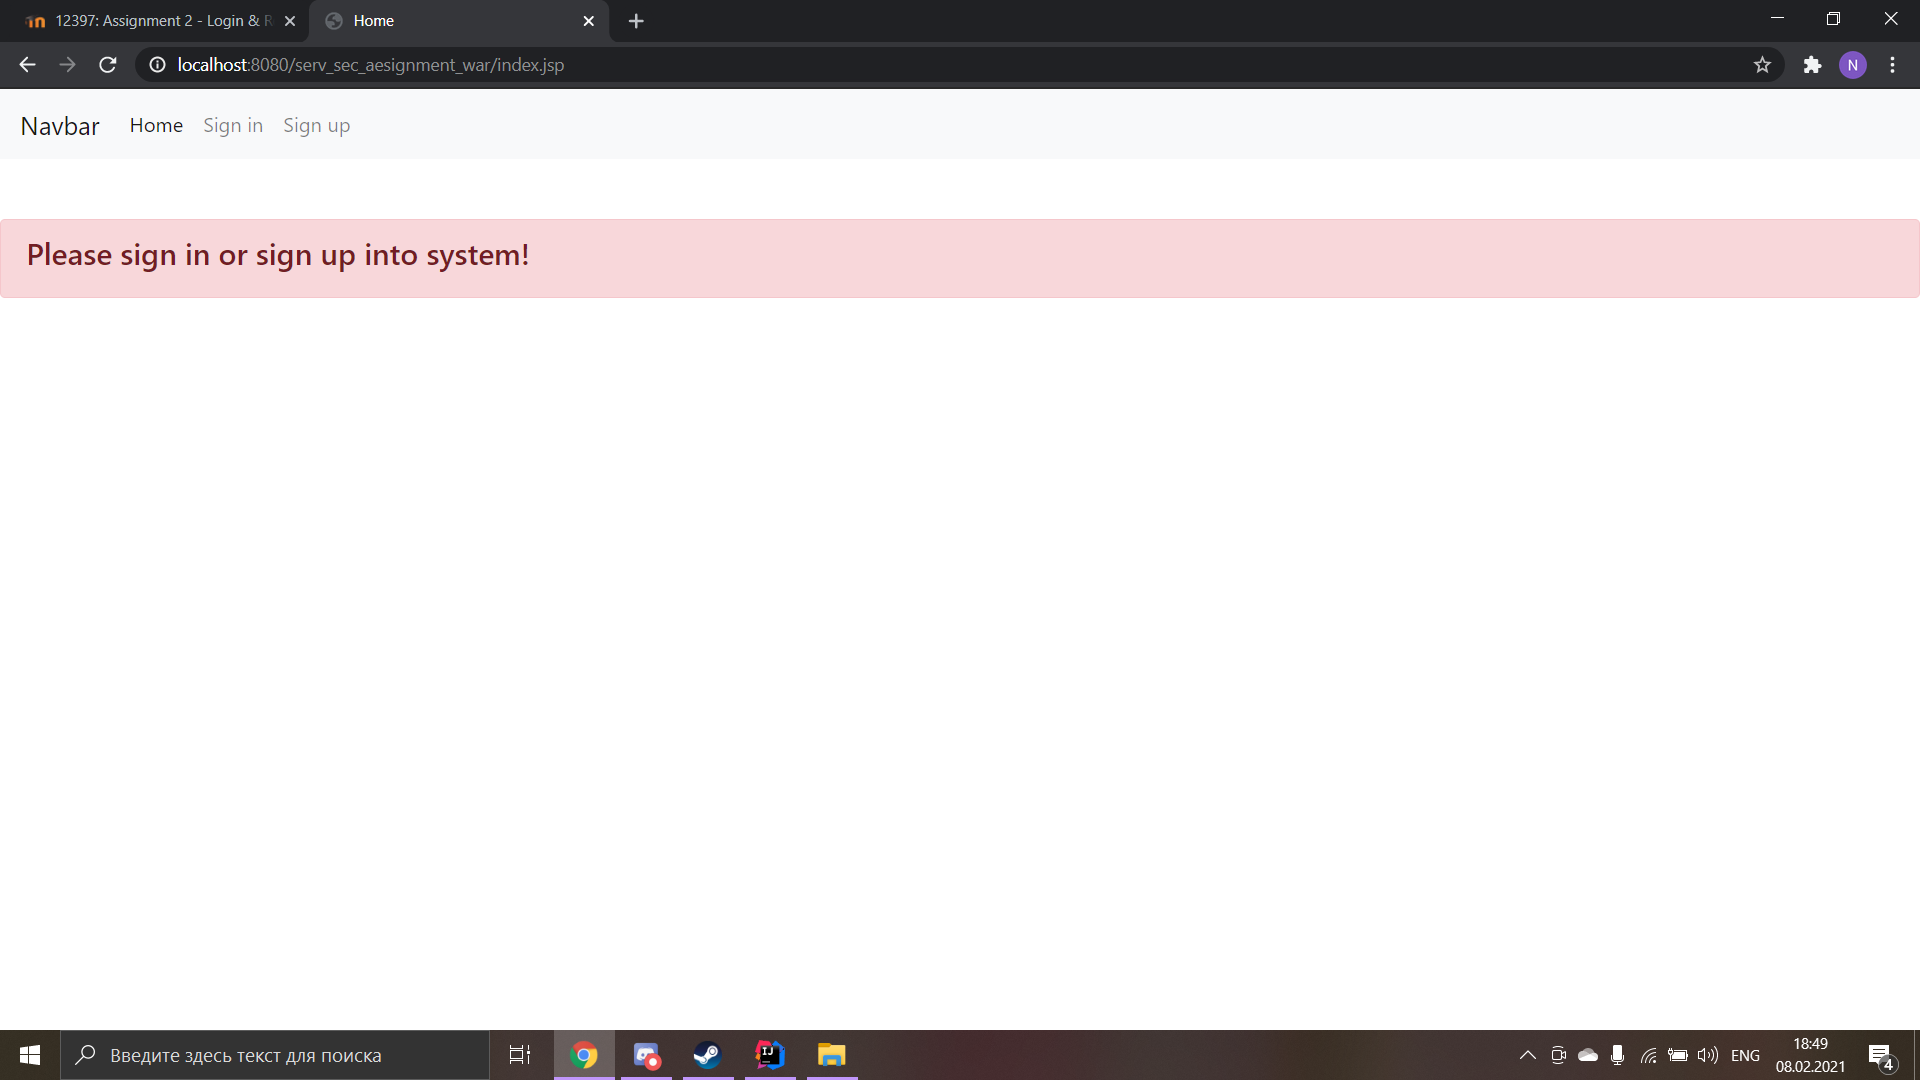 12397: Assignment 2 - Login &
Home
localhost:8080/serv_sec_aesignment_war/index.jsp
N
Navbar Home Sign in Sign up
Please sign in or sign up into system!
Введите здесь текст для поиска
IJ
ENG
18:49
08.02.2021
4